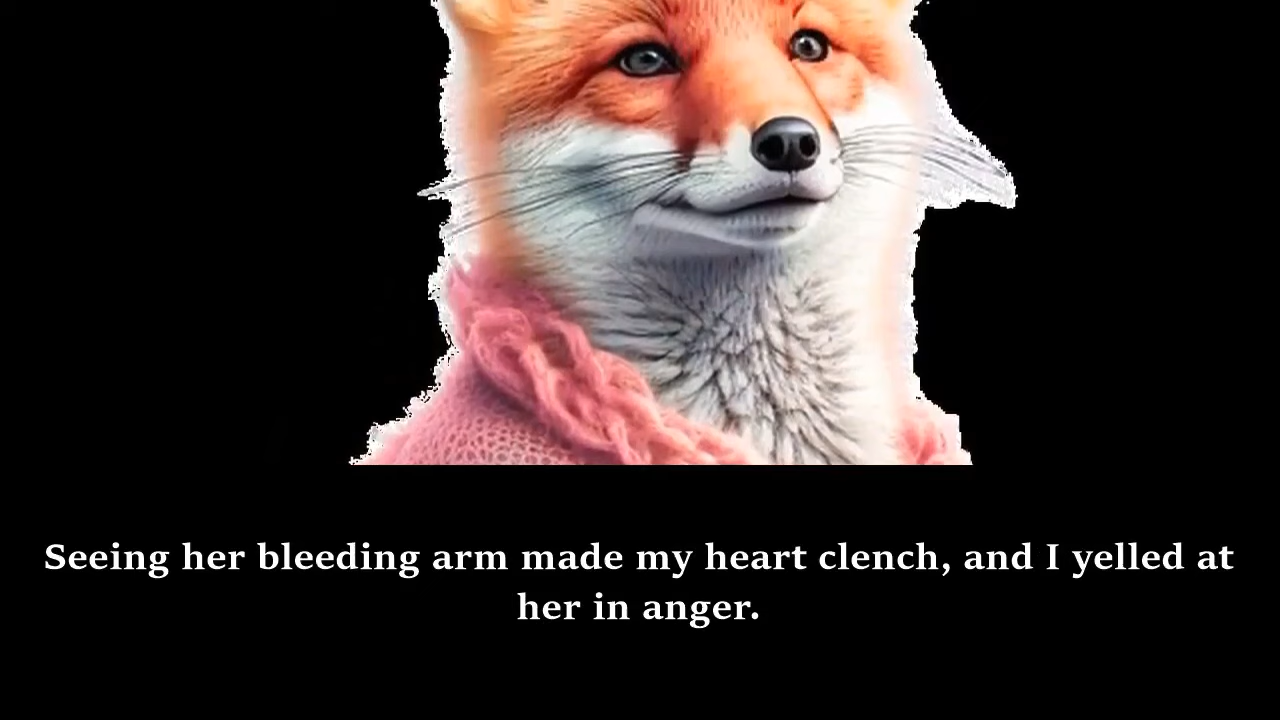 Seeing her bleeding arm made my heart clench, and I yelled at
her in anger.